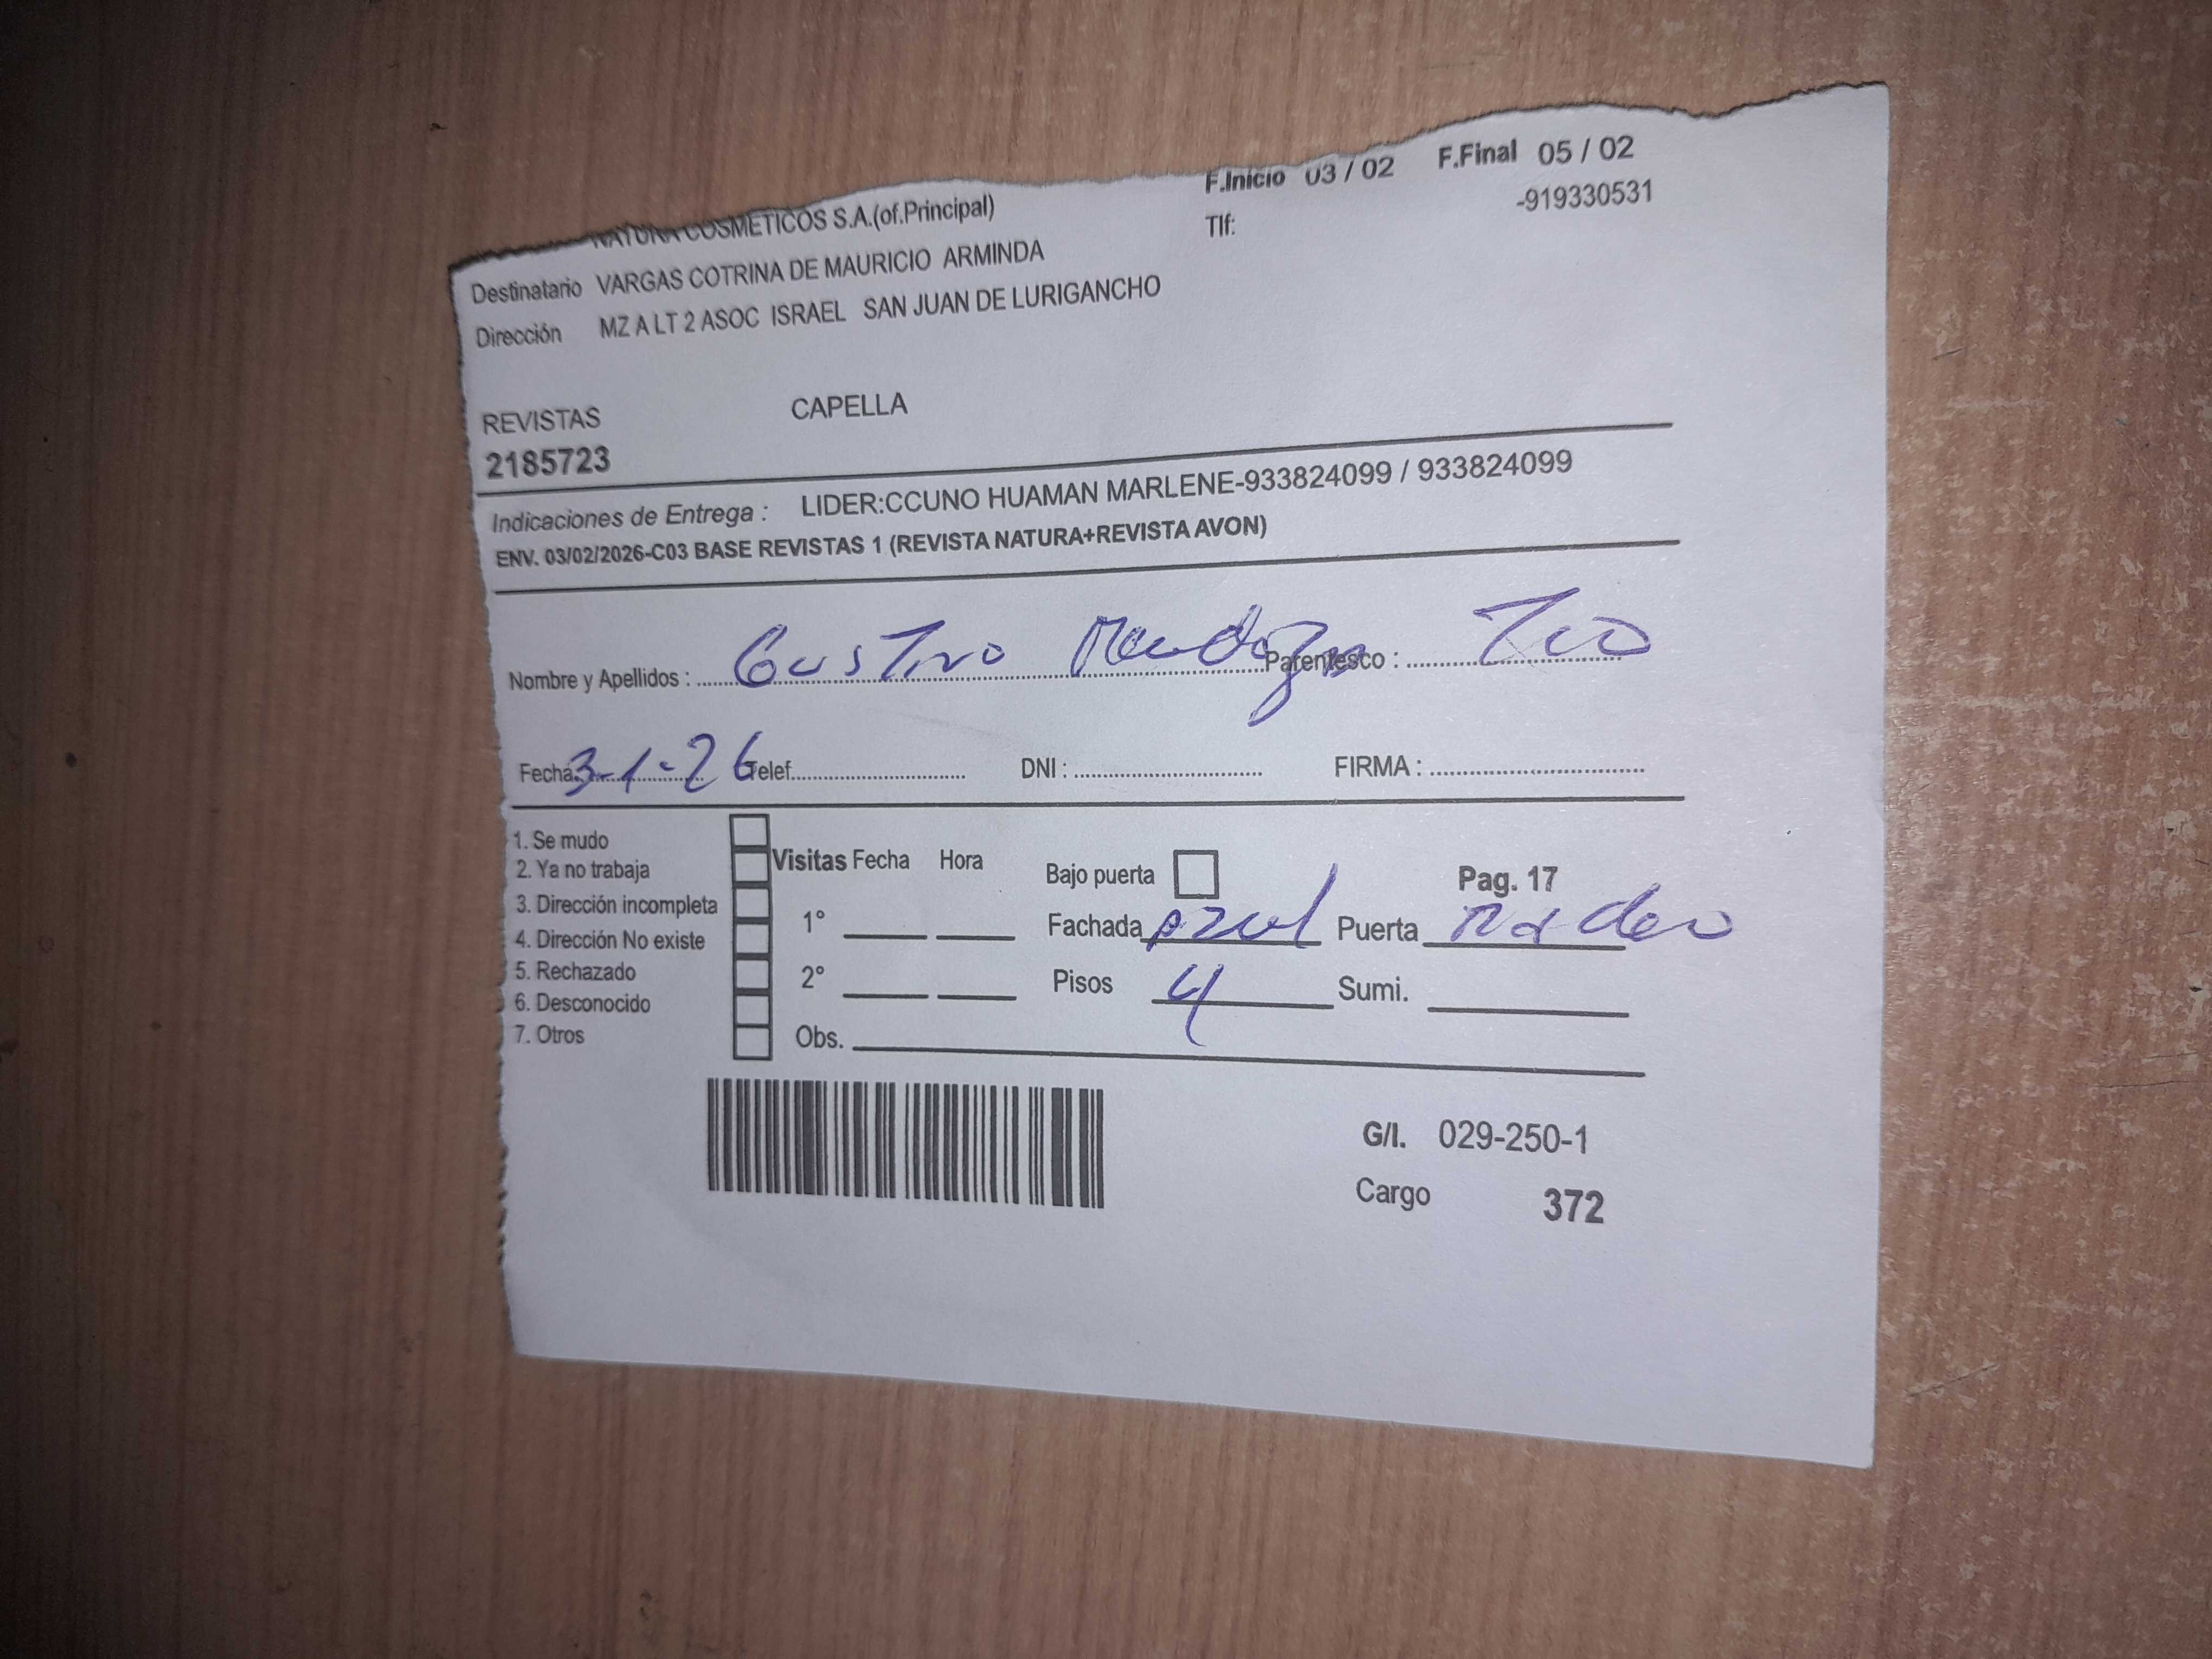 NATURA COSMETICOS S.A.(of.Principal)
F.Inicio 03 / 02 F.Final 05 / 02
Tlf: -919330531
Destinatario VARGAS COTRINA DE MAURICIO ARMINDA
Dirección MZ A LT 2 ASOC ISRAEL SAN JUAN DE LURIGANCHO
REVISTAS CAPELLA
2185723
Indicaciones de Entrega : LIDER:CCUNO HUAMAN MARLENE-933824099 / 933824099
ENV. 03/02/2026-C03 BASE REVISTAS 1 (REVISTA NATURA+REVISTA AVON)
Nombre y Apellidos : Gustavo Mendoza Parentesco :
Fecha: 3-1-26 Telef. DNI : FIRMA :
1. Se mudo
2. Ya no trabaja
3. Dirección incompleta
4. Dirección No existe
5. Rechazado
6. Desconocido
7. Otros
Visitas Fecha Hora
1°
2°
Obs.
Bajo puerta Pag. 17
Fachada azul Puerta
Pisos 4 Sumi.
G/I. 029-250-1
Cargo 372